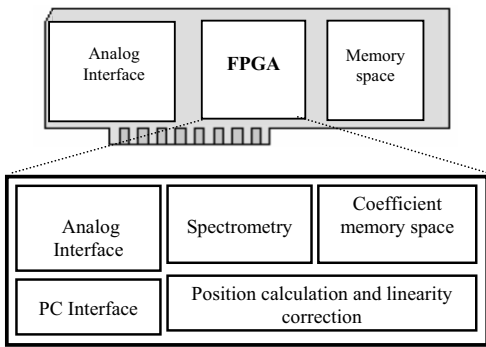 Analog
Interface
FPGA
Memory
space
Analog
Interface
Spectrometry
Coefficient
memory space
PC Interface
Position calculation and linearity
correction